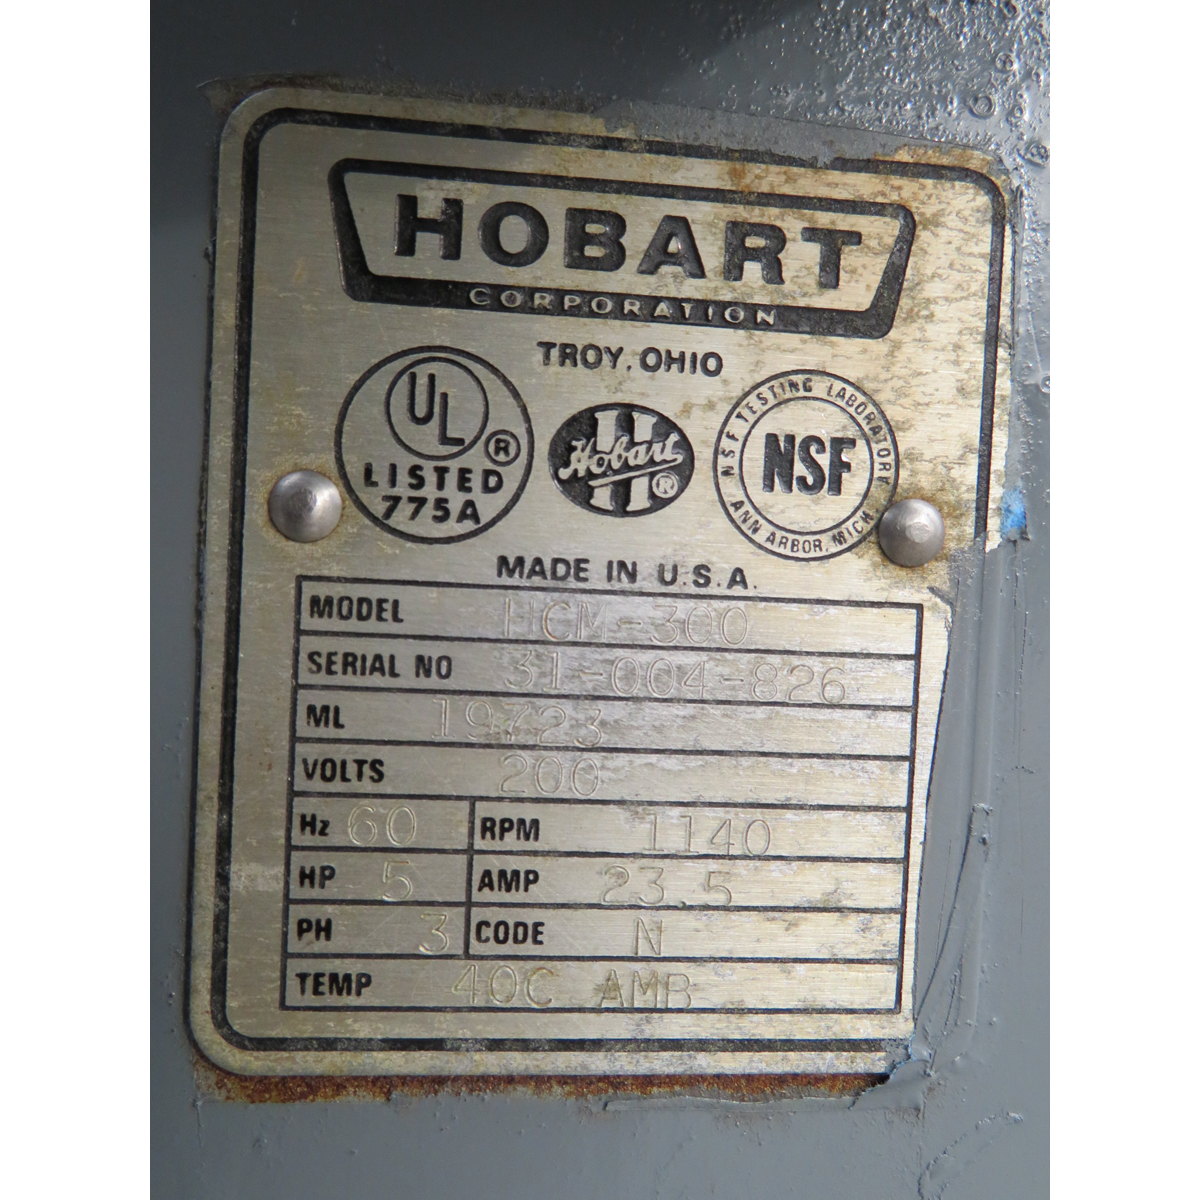 HOBART
CORPORATION
TROY, OHIO
UL ®
LISTED
775A
Hobart ®
NSF TESTING LABORATORY
NSF
ANN ARBOR, MICH
MADE IN U.S.A.
MODEL HCM-300
SERIAL NO 31-004-826
ML 19723
VOLTS 200
Hz 60 RPM 1140
HP 5 AMP 23.5
PH 3 CODE N
TEMP 40C AMB